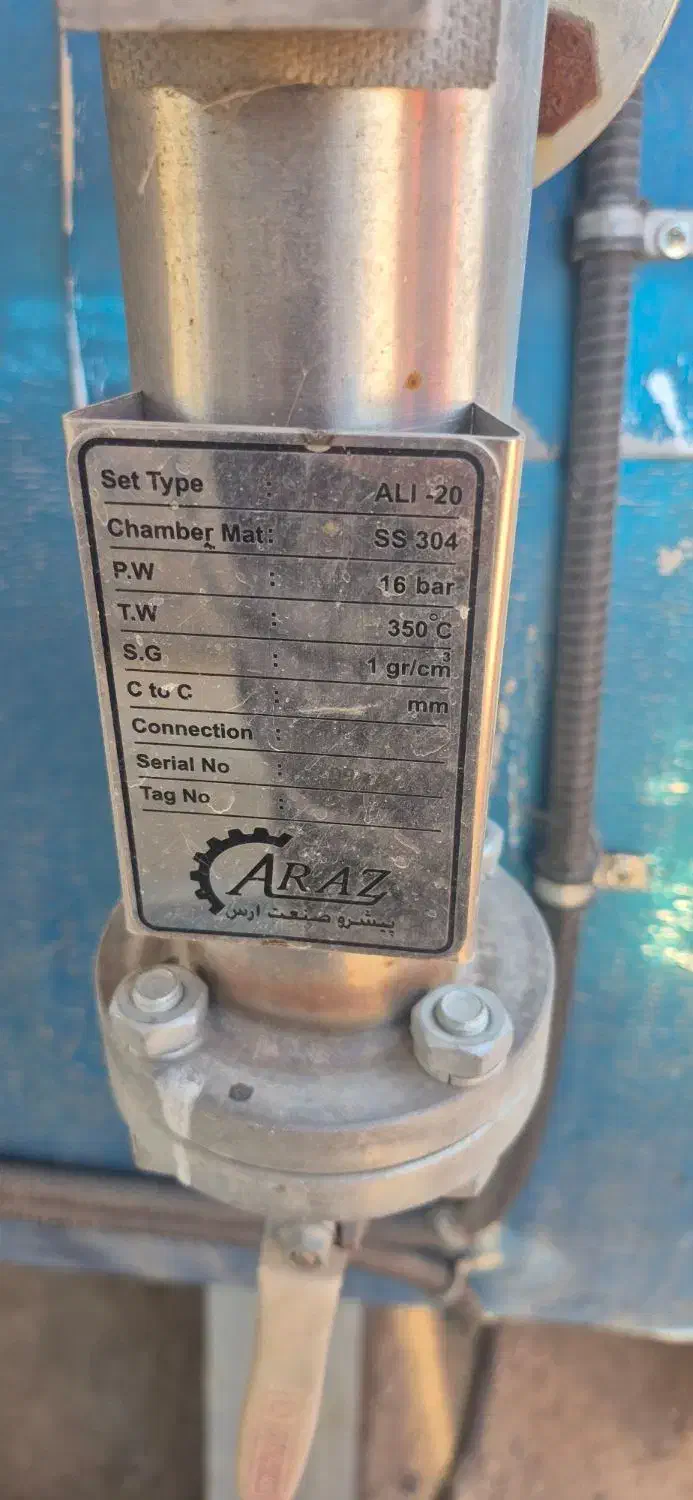 Set Type : ALI -20
Chamber Mat: SS 304
P.W : 16 bar
T.W : 350°C
S.G : 1 gr/cm³
C to C : mm
Connection :
Serial No :
Tag No :
ARAZ
پیشرو صنعت ارس